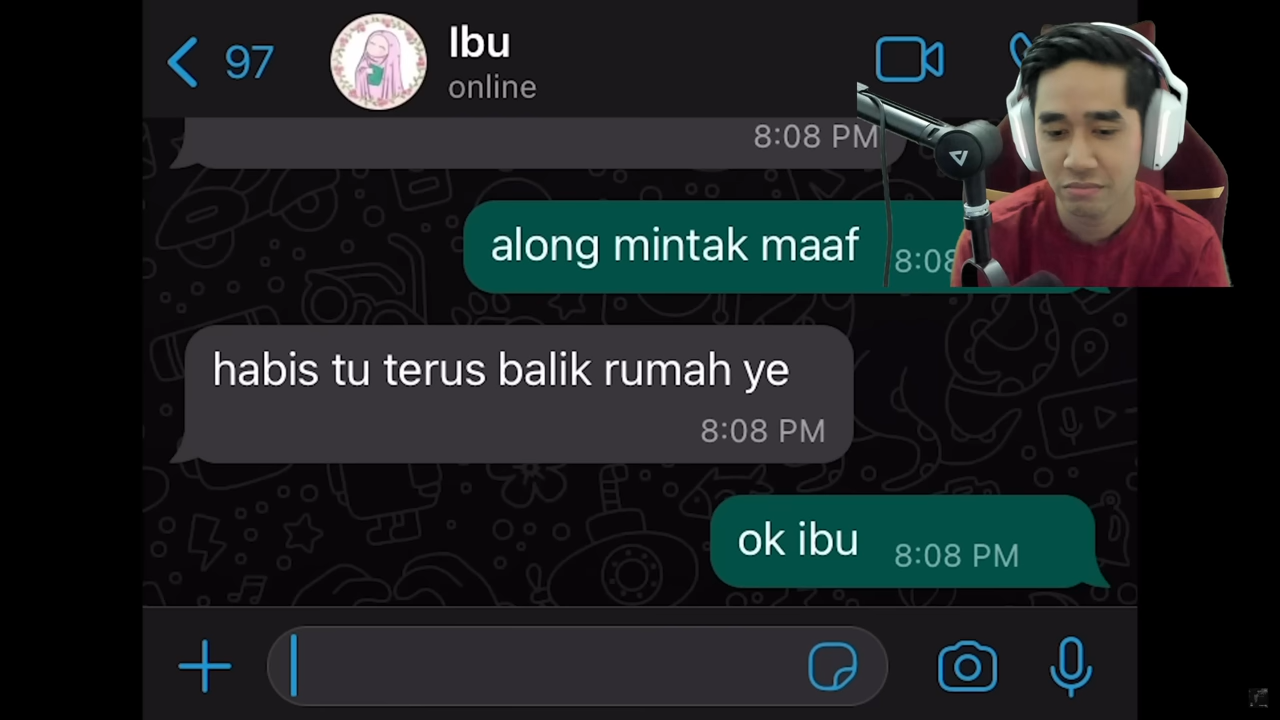 97
Ibu
online
8:08 PM
along mintak maaf
8:08
habis tu terus balik rumah ye
8:08 PM
ok ibu
8:08 PM